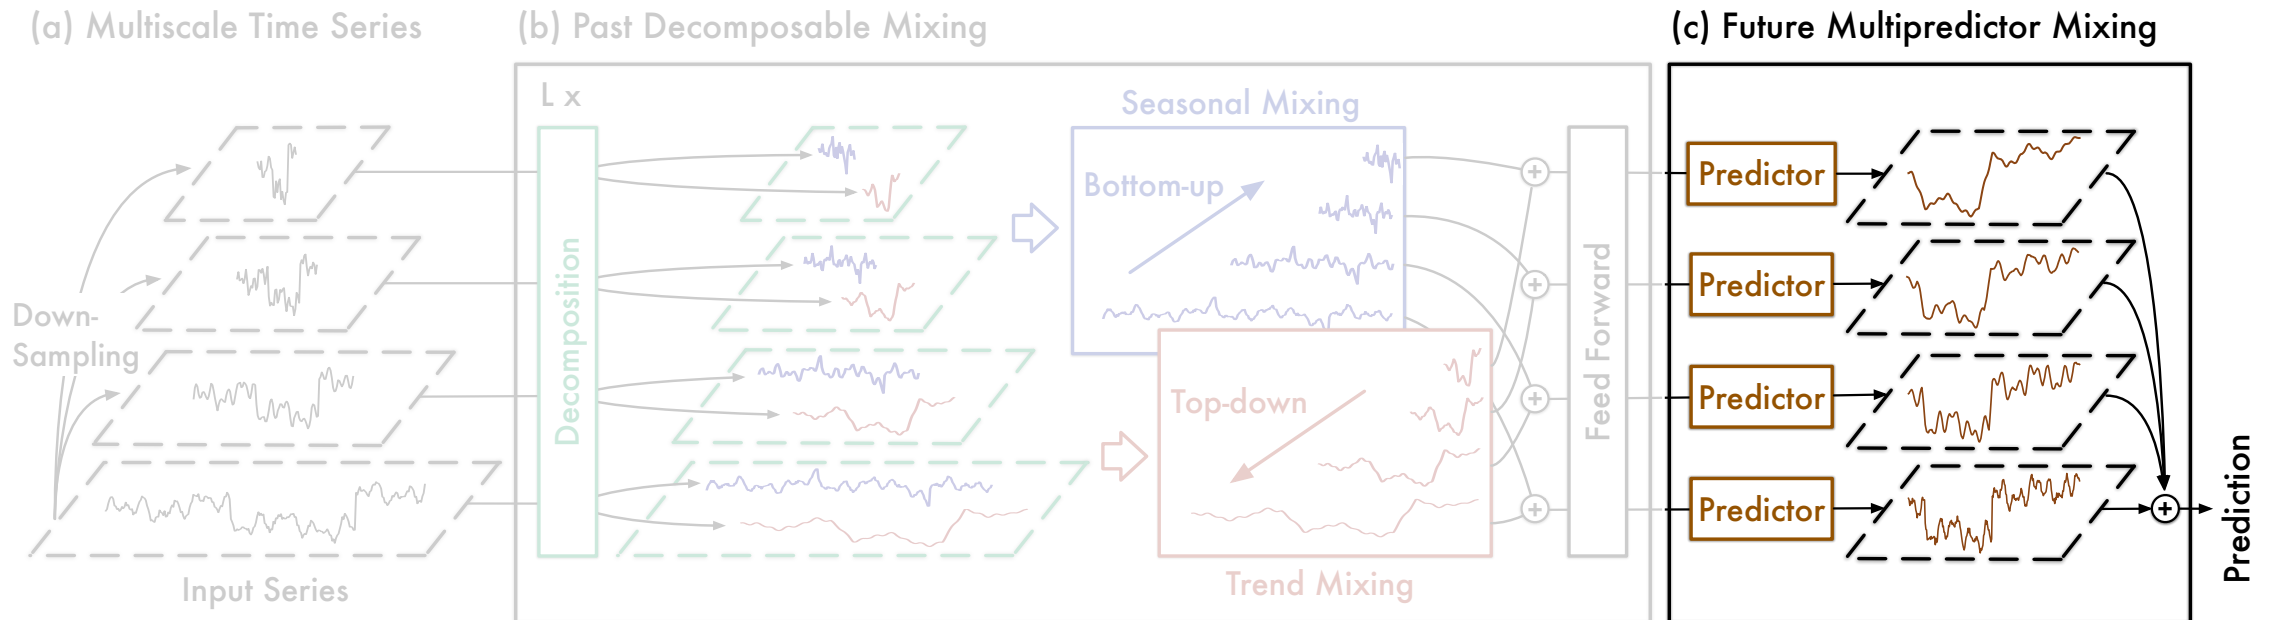 (a) Multiscale Time Series
(b) Past Decomposable Mixing
(c) Future Multipredictor Mixing
Down-
Sampling
Input Series
L x
Decomposition
Seasonal Mixing
Bottom-up
Top-down
Trend Mixing
Feed Forward
Predictor
Predictor
Predictor
Predictor
Prediction